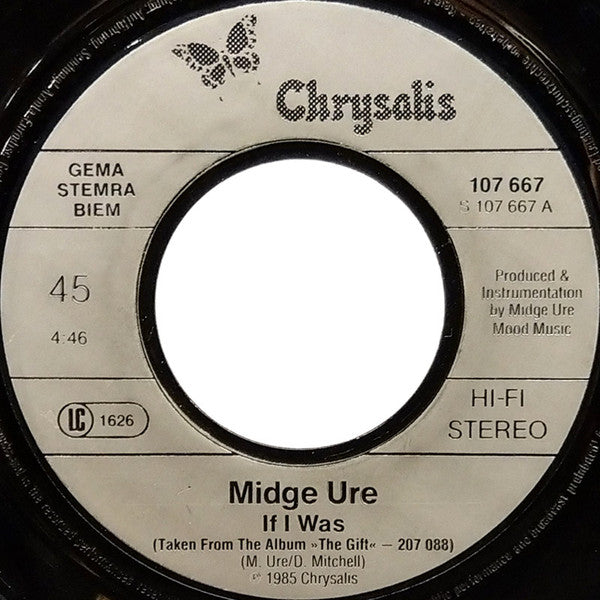 Chrysalis
GEMA
STEMRA
BIEM
107 667
S 107 667 A
45
4:46
Produced &
Instrumentation
by Midge Ure
Mood Music
LC 1626
HI-FI
STEREO
Midge Ure
If I Was
(Taken From The Album »The Gift« – 207 088)
(M. Ure/D. Mitchell)
℗ 1985 Chrysalis